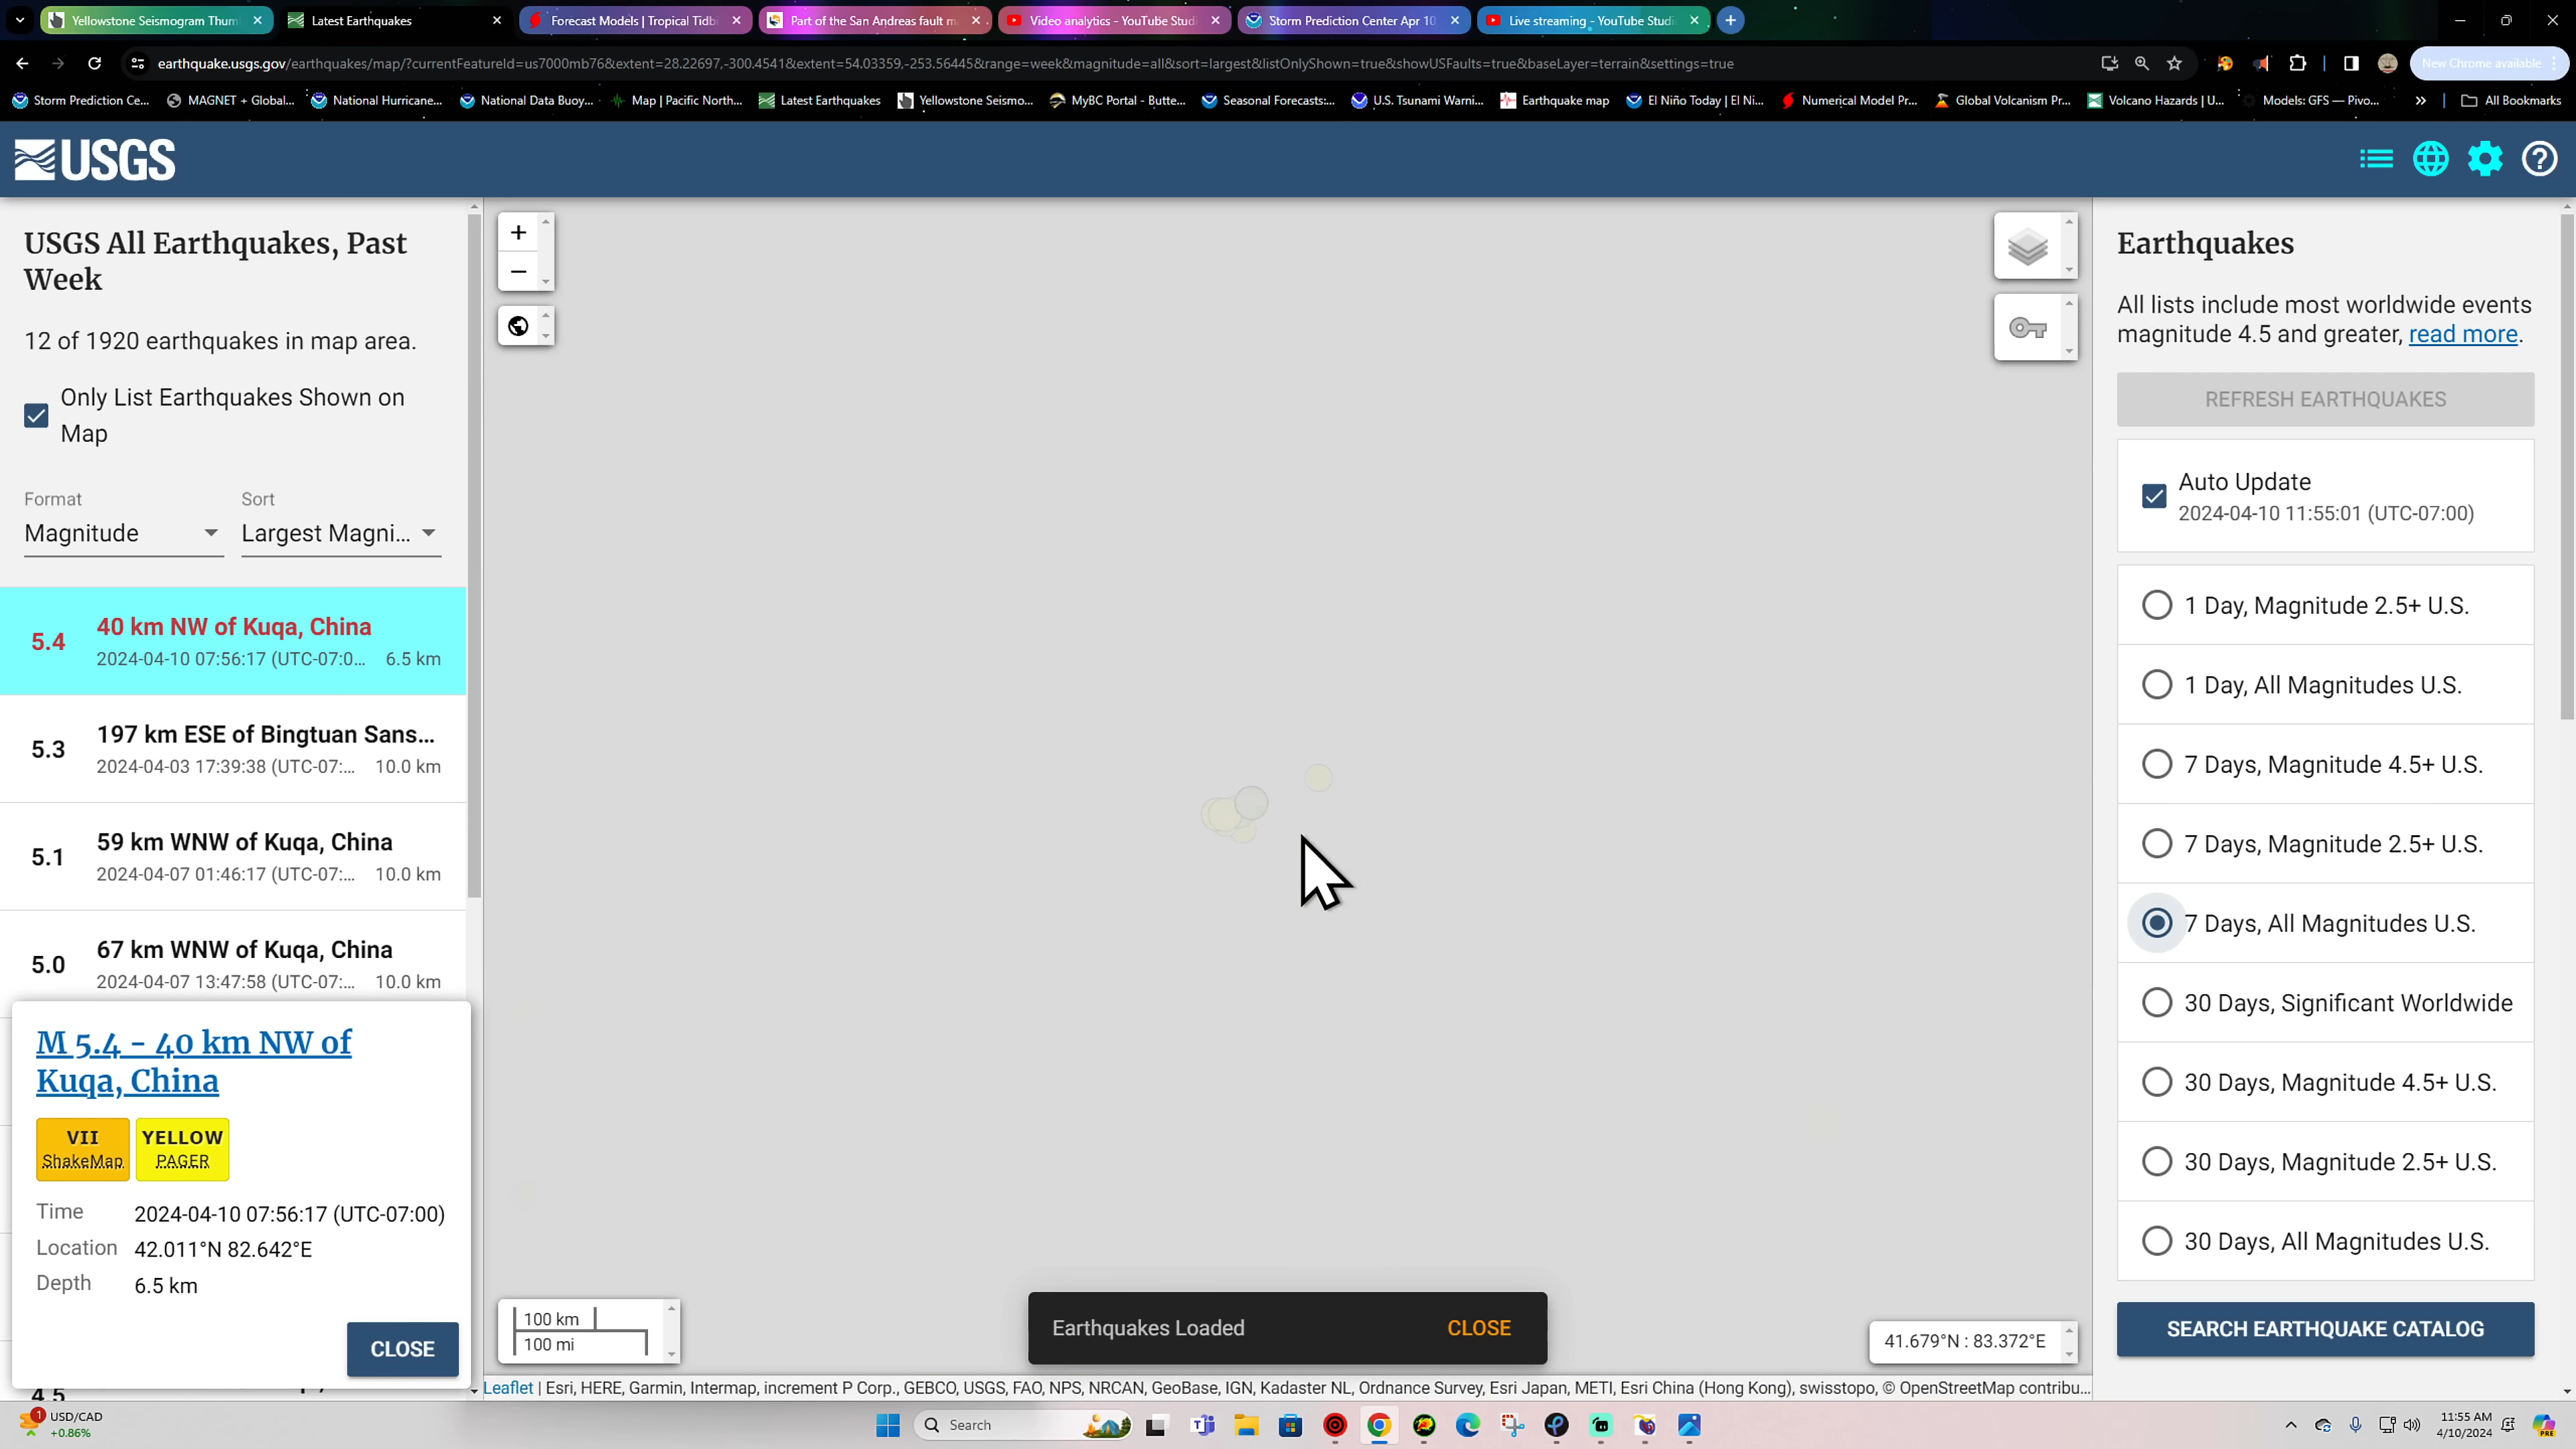 Yellowstone Seismogram Thum
Latest Earthquakes
Forecast Models | Tropical Tidbi
Part of the San Andreas fault m
Video analytics - YouTube Studi
Storm Prediction Center Apr 10
Live streaming - YouTube Studi
earthquake.usgs.gov/earthquakes/map/?currentFeatureId=us7000mb76&extent=28.22697,-300.4541&extent=54.03359,-253.56445&range=week&magnitude=all&sort=largest&listOnlyShown=true&showUSFaults=true&baseLayer=terrain&settings=true
New Chrome available
Storm Prediction Ce...
MAGNET + Global...
National Hurricane...
National Data Buoy...
Map | Pacific North...
Latest Earthquakes
Yellowstone Seismo...
MyBC Portal - Butte...
Seasonal Forecasts:...
U.S. Tsunami Warni...
Earthquake map
El Niño Today | El Ni...
Numerical Model Pr...
Global Volcanism Pr...
Volcano Hazards | U...
Models: GFS — Pivo...
All Bookmarks
USGS
USGS All Earthquakes, Past
Week
12 of 1920 earthquakes in map area.
Only List Earthquakes Shown on
Map
Format
Sort
Magnitude
Largest Magni...
5.4
40 km NW of Kuqa, China
2024-04-10 07:56:17 (UTC-07:0...
6.5 km
5.3
197 km ESE of Bingtuan Sans...
2024-04-03 17:39:38 (UTC-07:...
10.0 km
5.1
59 km WNW of Kuqa, China
2024-04-07 01:46:17 (UTC-07:...
10.0 km
5.0
67 km WNW of Kuqa, China
2024-04-07 13:47:58 (UTC-07:...
10.0 km
M 5.4 - 40 km NW of
Kuqa, China
VII
ShakeMap
YELLOW
PAGER
Time
2024-04-10 07:56:17 (UTC-07:00)
Location
42.011°N 82.642°E
Depth
6.5 km
CLOSE
4.5
+
−
100 km
100 mi
Earthquakes Loaded
CLOSE
41.679°N : 83.372°E
Leaflet | Esri, HERE, Garmin, Intermap, increment P Corp., GEBCO, USGS, FAO, NPS, NRCAN, GeoBase, IGN, Kadaster NL, Ordnance Survey, Esri Japan, METI, Esri China (Hong Kong), swisstopo, © OpenStreetMap contribu...
Earthquakes
All lists include most worldwide events
magnitude 4.5 and greater, read more.
REFRESH EARTHQUAKES
Auto Update
2024-04-10 11:55:01 (UTC-07:00)
1 Day, Magnitude 2.5+ U.S.
1 Day, All Magnitudes U.S.
7 Days, Magnitude 4.5+ U.S.
7 Days, Magnitude 2.5+ U.S.
7 Days, All Magnitudes U.S.
30 Days, Significant Worldwide
30 Days, Magnitude 4.5+ U.S.
30 Days, Magnitude 2.5+ U.S.
30 Days, All Magnitudes U.S.
SEARCH EARTHQUAKE CATALOG
1
USD/CAD
+0.86%
Search
11:55 AM
4/10/2024
PRE